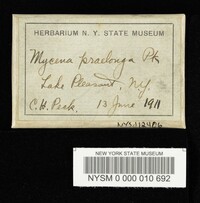 HERBARIUM N. Y. STATE MUSEUM
Mycena praelonga Pk
Lake Pleasant, N.Y.
C.H. Peck. 13 June 1911
NEW YORK STATE MUSEUM
NYSM 0 000 010 692